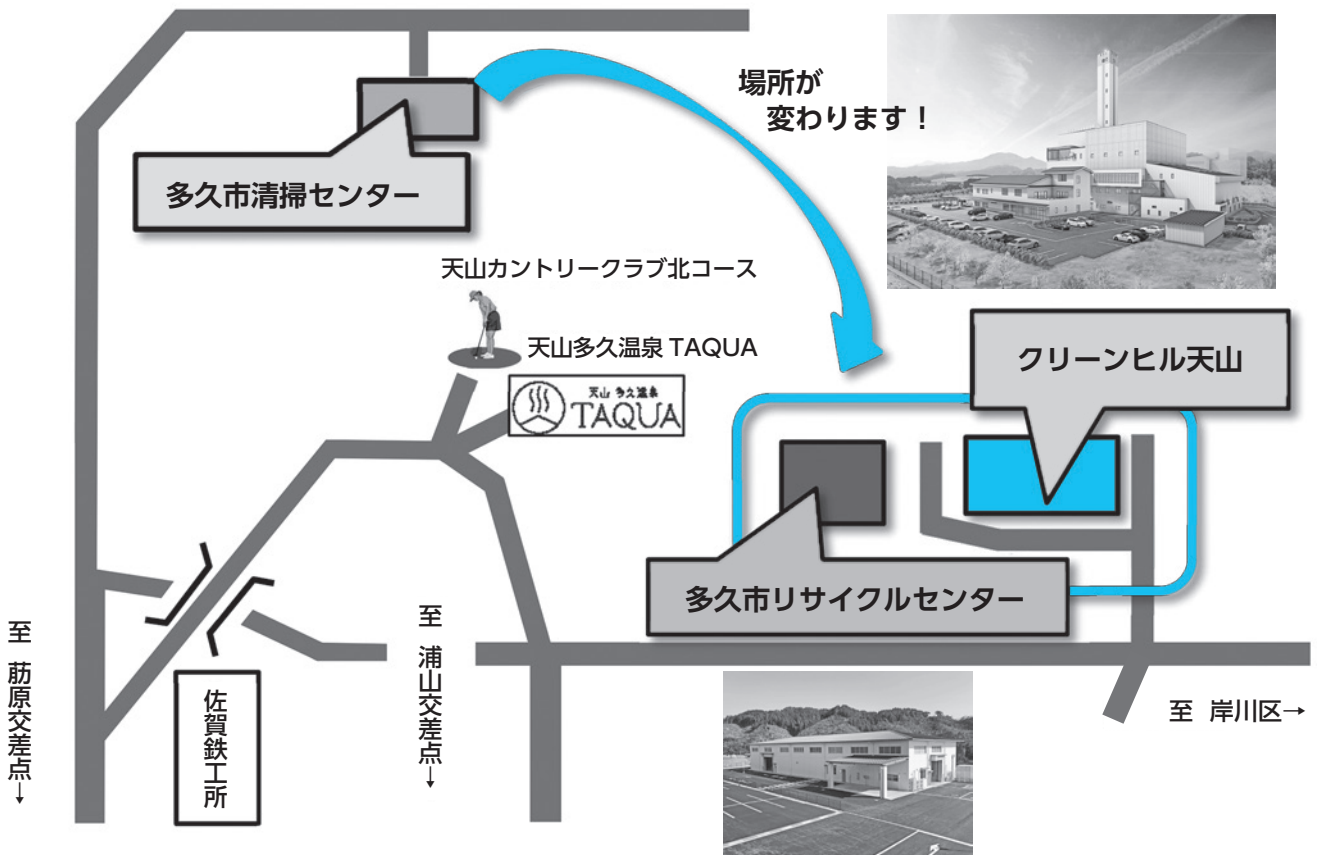 場所が
変わります！
多久市清掃センター
天山カントリークラブ北コース
天山多久温泉 TAQUA
天山 多久温泉
TAQUA
クリーンヒル天山
多久市リサイクルセンター
至 莇原交差点↓
佐賀鉄工所
至 浦山交差点↓
至 岸川区→